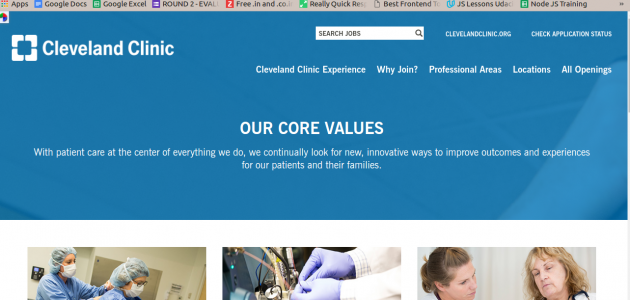 Apps Google Docs Google Excel ROUND 2 - EVAL Free .in and .co.i Really Quick Res Best Frontend To JS Lessons Udac Node JS Training »
SEARCH JOBS CLEVELANDCLINIC.ORG CHECK APPLICATION STATUS
Cleveland Clinic
Cleveland Clinic Experience Why Join? Professional Areas Locations All Openings
OUR CORE VALUES
With patient care at the center of everything we do, we continually look for new, innovative ways to improve outcomes and experiences
for our patients and their families.